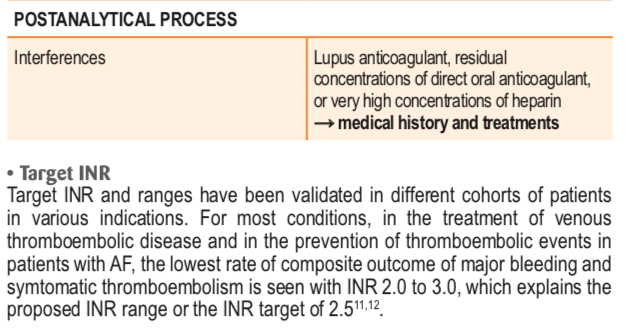 POSTANALYTICAL PROCESS
Interferences
Lupus anticoagulant, residual
concentrations of direct oral anticoagulant,
or very high concentrations of heparin
→ medical history and treatments
• Target INR
Target INR and ranges have been validated in different cohorts of patients
in various indications. For most conditions, in the treatment of venous
thromboembolic disease and in the prevention of thromboembolic events in
patients with AF, the lowest rate of composite outcome of major bleeding and
symtomatic thromboembolism is seen with INR 2.0 to 3.0, which explains the
proposed INR range or the INR target of 2.5¹¹,¹².